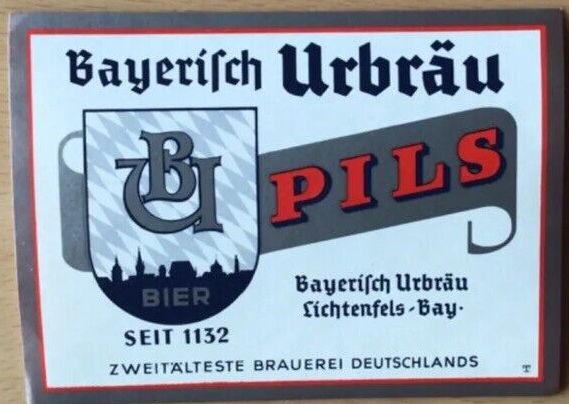 Bayeriſch Urbräu
BU
PILS
BIER
SEIT 1132
Bayeriſch Urbräu
Lichtenfels-Bay.
ZWEITÄLTESTE BRAUEREI DEUTSCHLANDS
T